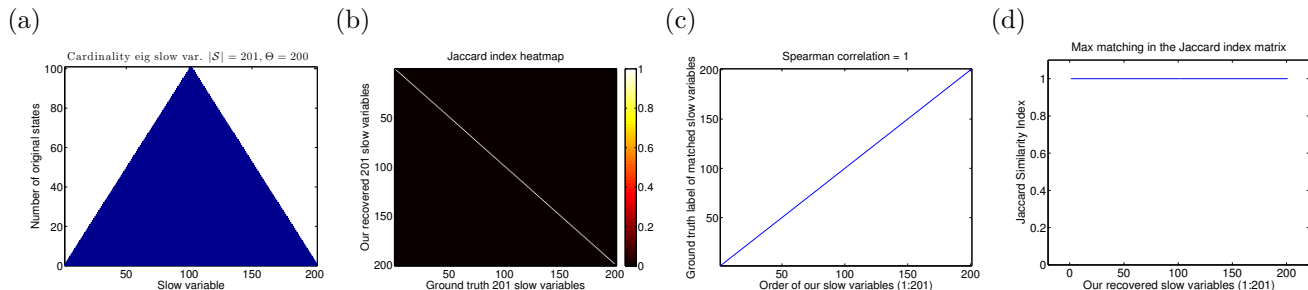 (a)
Cardinality eig slow var. |S| = 201, Θ = 200
100
80
60
40
20
0
50
100
150
200
Number of original states
Slow variable
(b)
Jaccard index heatmap
50
100
150
200
50
100
150
200
1
0.8
0.6
0.4
0.2
0
Our recovered 201 slow variables
Ground truth 201 slow variables
(c)
Spearman correlation = 1
200
150
100
50
50
100
150
200
Ground truth label of matched slow variables
Order of our slow variables (1:201)
(d)
Max matching in the Jaccard index matrix
1
0.8
0.6
0.4
0.2
0
0
50
100
150
200
Jaccard Similarity Index
Our recovered slow variables (1:201)